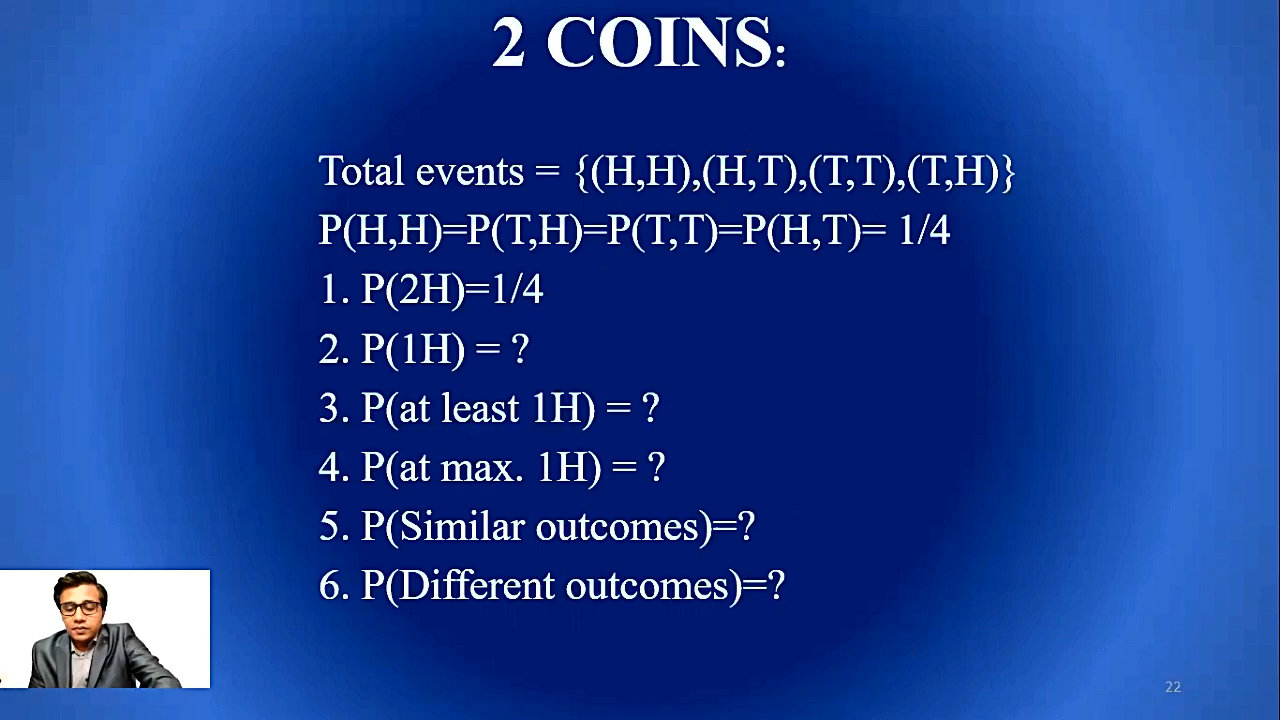 2 COINS:
Total events = {(H,H),(H,T),(T,T),(T,H)}
P(H,H)=P(T,H)=P(T,T)=P(H,T)= 1/4
1. P(2H)=1/4
2. P(1H) = ?
3. P(at least 1H) = ?
4. P(at max. 1H) = ?
5. P(Similar outcomes)=?
6. P(Different outcomes)=?
22